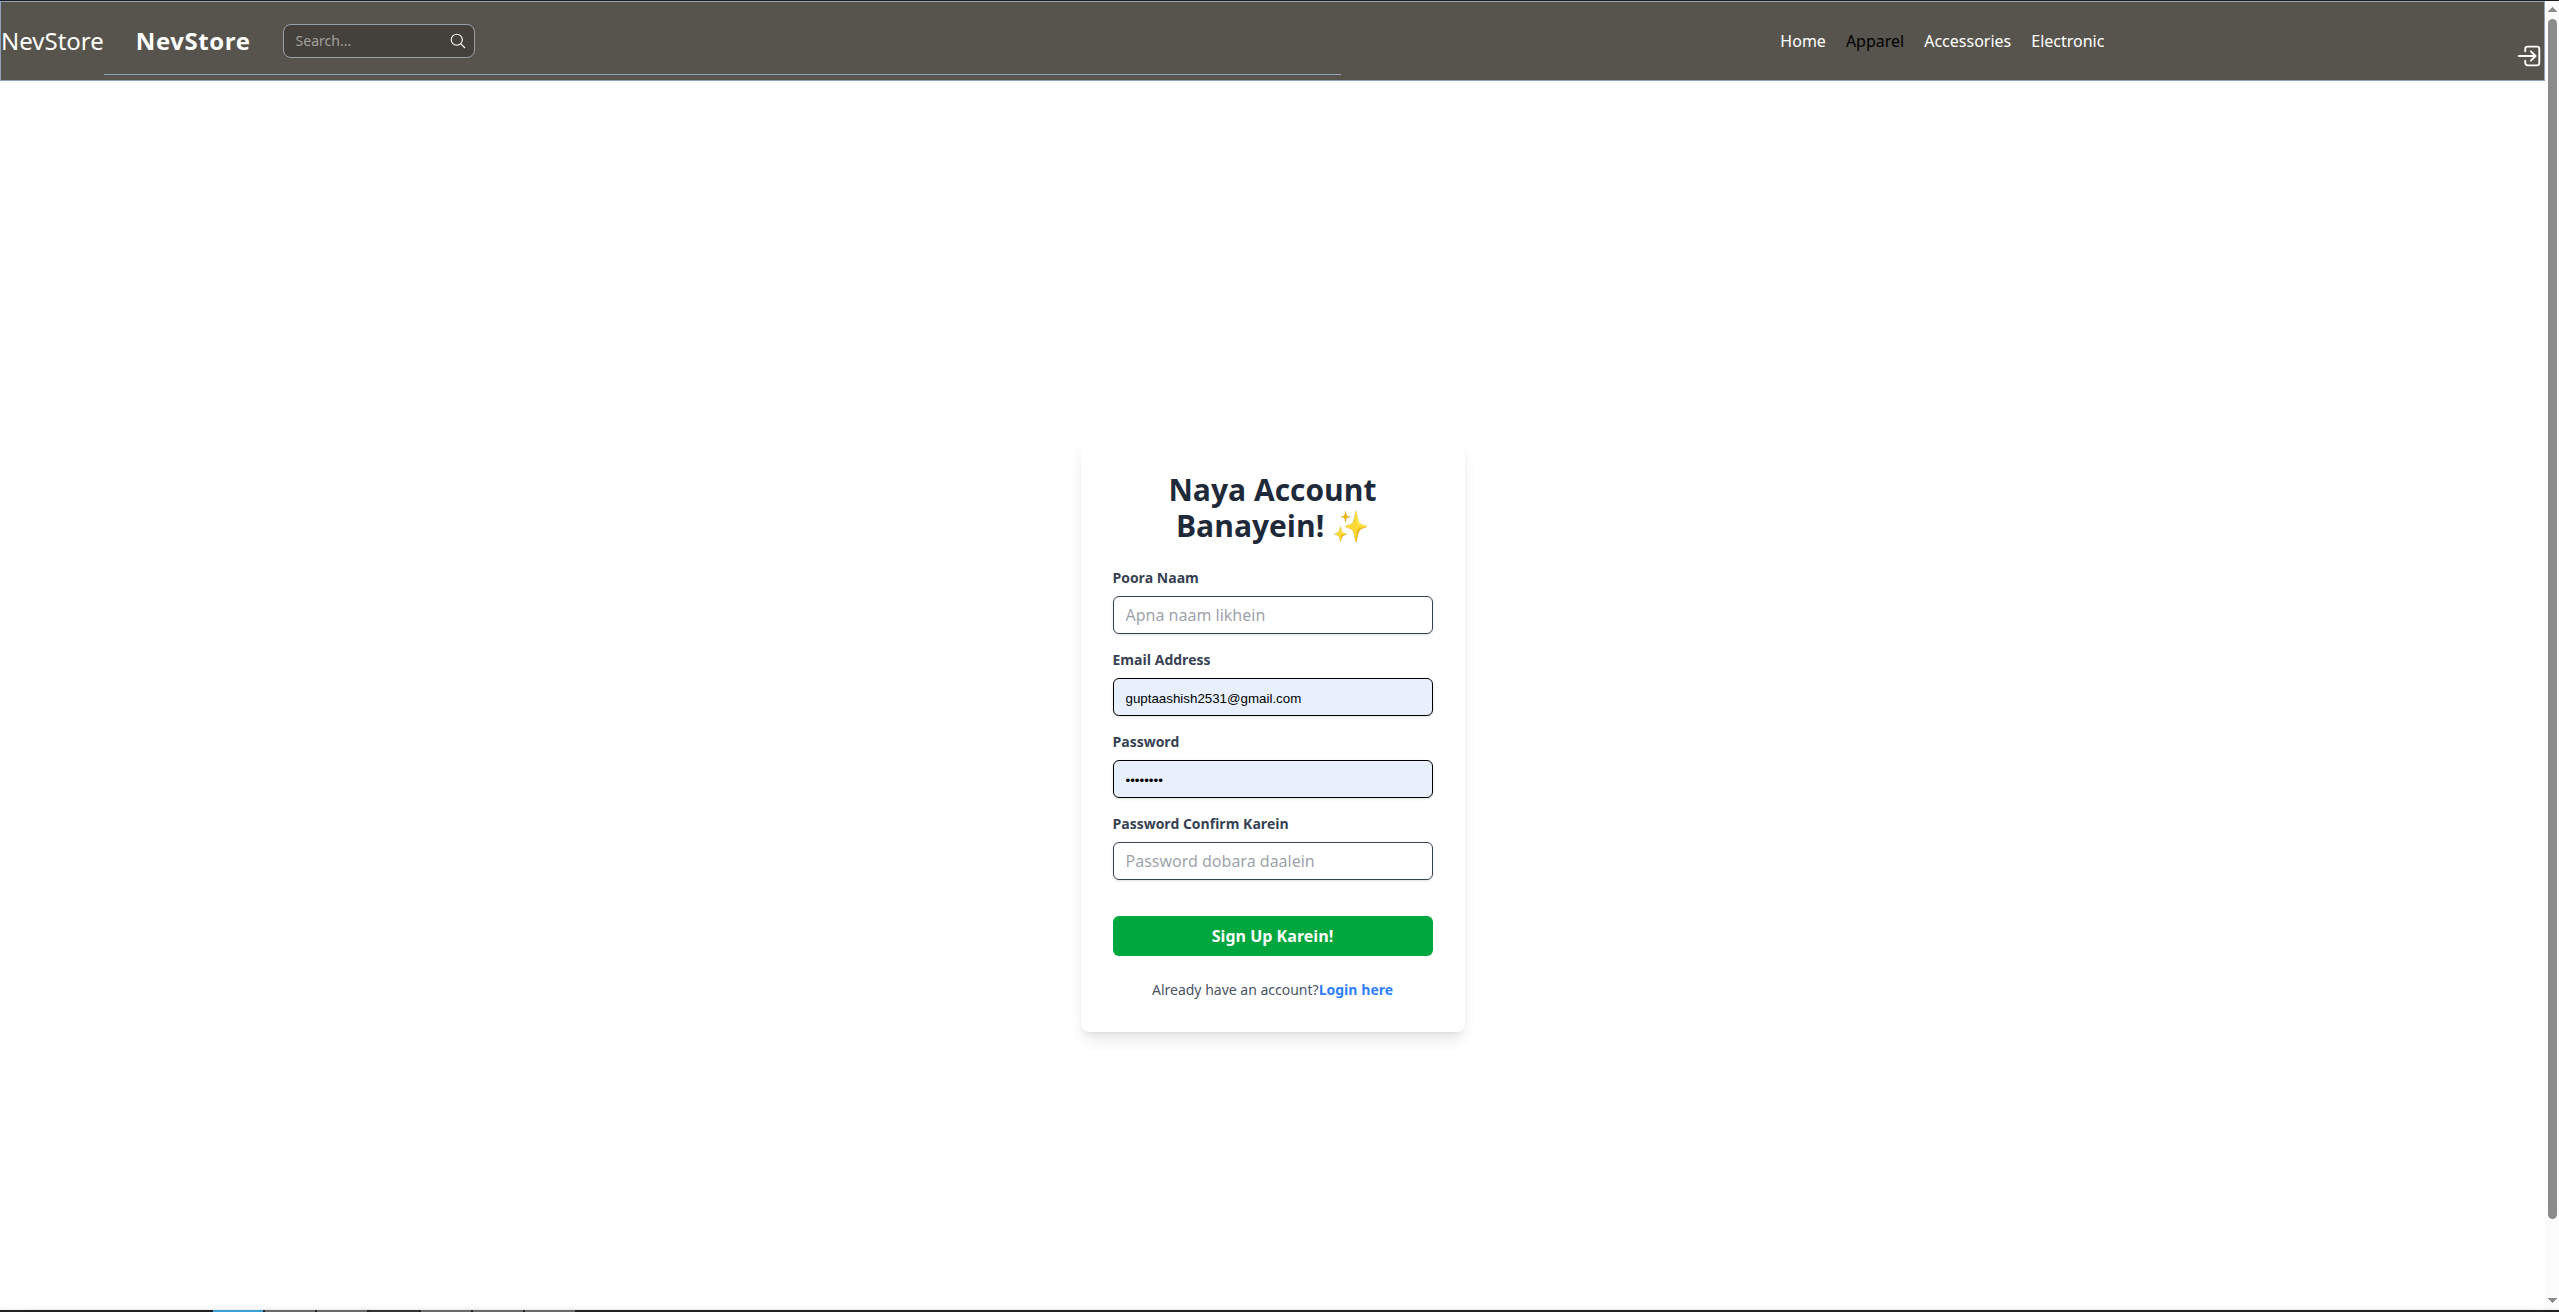 NevStore
NevStore
Search...
Home Apparel Accessories Electronic
Naya Account
Banayein! ✨
Poora Naam
Apna naam likhein
Email Address
guptaashish2531@gmail.com
Password
••••••••
Password Confirm Karein
Password dobara daalein
Sign Up Karein!
Already have an account?Login here